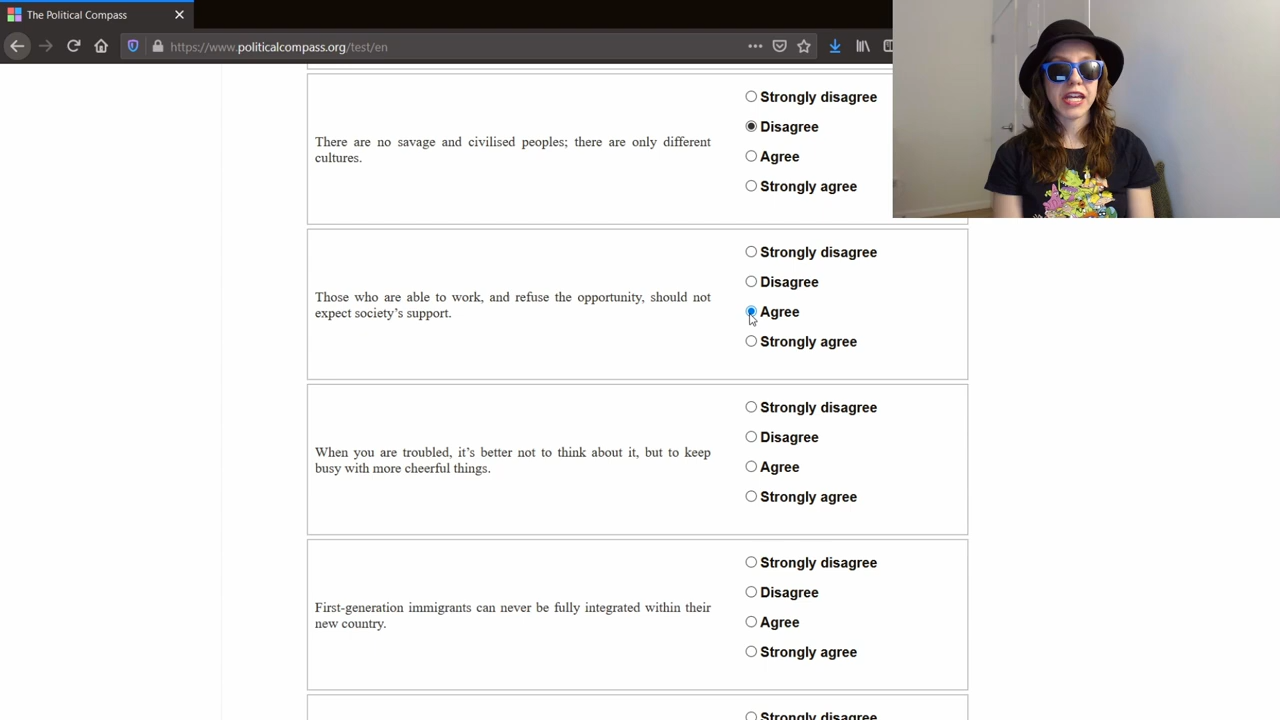 The Political Compass
https://www.politicalcompass.org/test/en
Strongly disagree
There are no savage and civilised peoples; there are only different
cultures.
Disagree
Agree
Strongly agree
Strongly disagree
Disagree
Those who are able to work, and refuse the opportunity, should not
expect society's support.
Agree
Strongly agree
Strongly disagree
Disagree
When you are troubled, it's better not to think about it, but to keep
busy with more cheerful things.
Agree
Strongly agree
Strongly disagree
Disagree
First-generation immigrants can never be fully integrated within their
new country.
Agree
Strongly agree
Strongly disagree